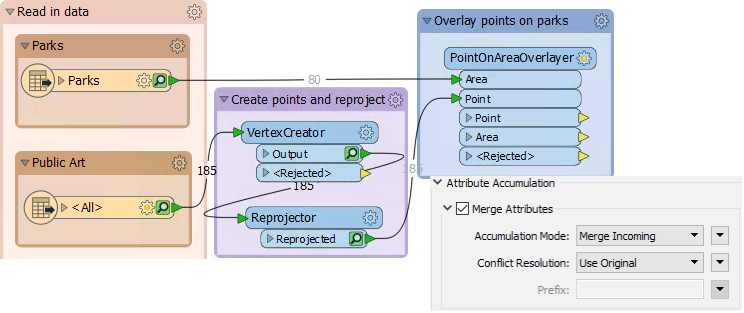 Read in data
Parks
Parks
Public Art
<All>
80
185
Create points and reproject
VertexCreator
Output
<Rejected>
185
Reprojector
Reprojected
185
Overlay points on parks
PointOnAreaOverlayer
Area
Point
Point
Area
<Rejected>
Attribute Accumulation
Merge Attributes
Accumulation Mode: Merge Incoming
Conflict Resolution: Use Original
Prefix: